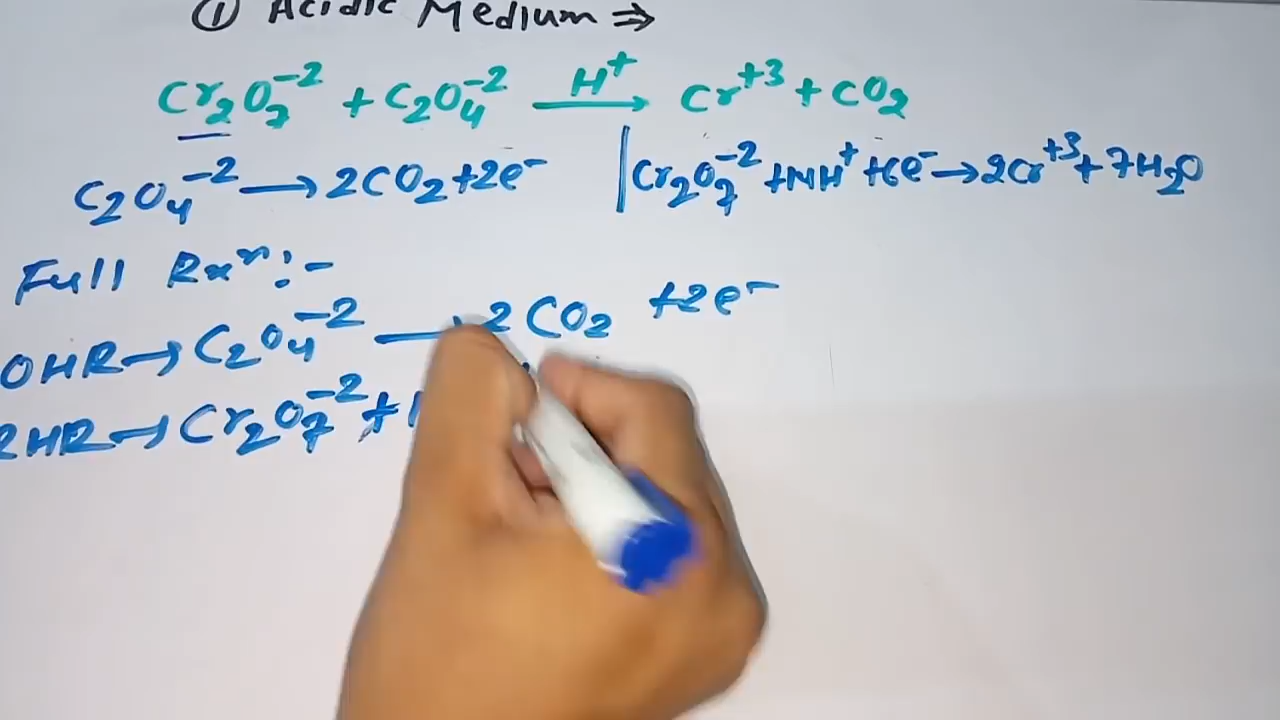 ① Acidic Medium ⇒
Cr₂O₇⁻² + C₂O₄⁻² —H⁺→ Cr⁺³ + CO₂
C₂O₄⁻² → 2CO₂ + 2e⁻ | Cr₂O₇⁻² + 14H⁺ + 6e⁻ → 2Cr⁺³ + 7H₂O
Full Rxⁿ:-
OHR → C₂O₄⁻² → 2CO₂ + 2e⁻
RHR → Cr₂O₇⁻² + 1